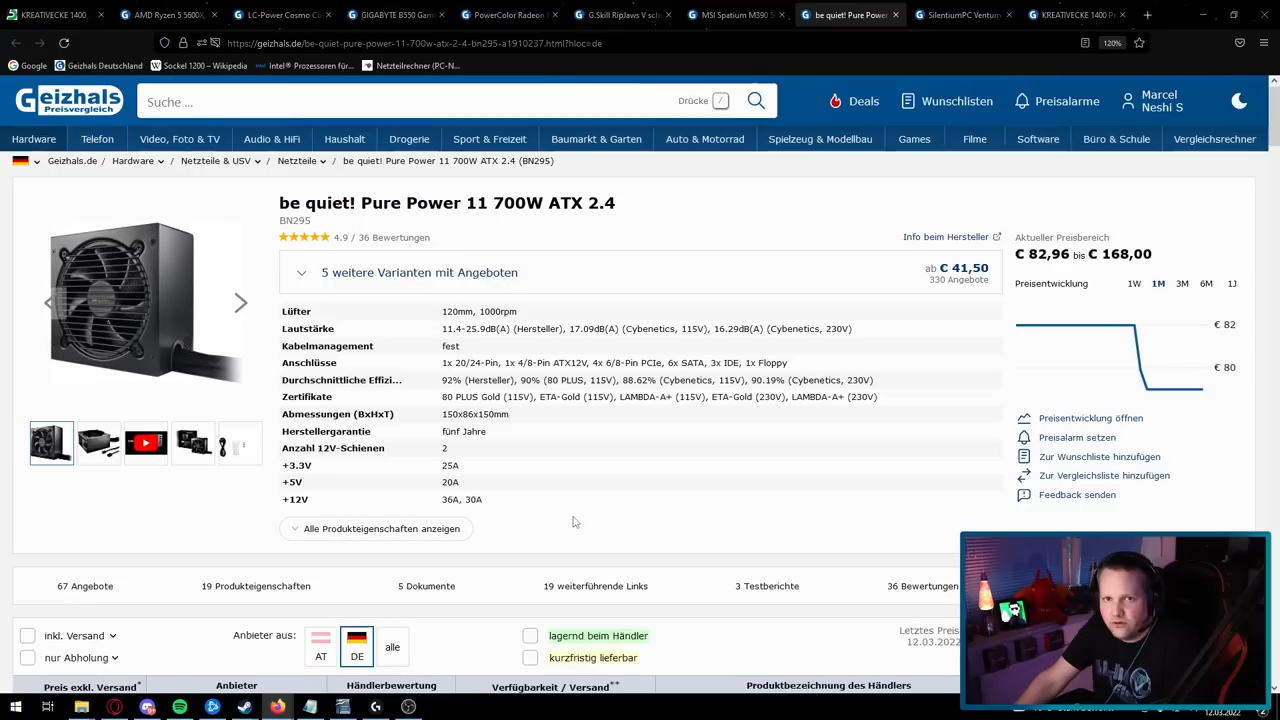 KREATIVECKE 1400
AMD Ryzen 5 5600X,
LC-Power Cosmo Co
GIGABYTE B550 Gam
PowerColor Radeon
G.Skill RipJaws V sch
MSI Spatium M390 5
be quiet! Pure Power
SilentiumPC Ventum
KREATIVECKE 1400 P
https://geizhals.de/be-quiet-pure-power-11-700w-atx-2-4-bn295-a1910237.html?hloc=de
120%
Google
Geizhals Deutschland
Sockel 1200 – Wikipedia
Intel® Prozessoren für...
Netzteilrechner (PC-N...
Geizhals
Preisvergleich
Suche ...
Drücke /
Deals
Wunschlisten
Preisalarme
Marcel
Neshi S
Hardware
Telefon
Video, Foto & TV
Audio & HiFi
Haushalt
Drogerie
Sport & Freizeit
Baumarkt & Garten
Auto & Motorrad
Spielzeug & Modellbau
Games
Filme
Software
Büro & Schule
Vergleichsrechner
Geizhals.de / Hardware / Netzteile & USV / Netzteile / be quiet! Pure Power 11 700W ATX 2.4 (BN295)
be quiet! Pure Power 11 700W ATX 2.4
BN295
4.9 / 36 Bewertungen
Info beim Hersteller
5 weitere Varianten mit Angeboten
ab € 41,50
330 Angebote
Lüfter 120mm, 1000rpm
Lautstärke 11.4-25.9dB(A) (Hersteller), 17.09dB(A) (Cybenetics, 115V), 16.29dB(A) (Cybenetics, 230V)
Kabelmanagement fest
Anschlüsse 1x 20/24-Pin, 1x 4/8-Pin ATX12V, 4x 6/8-Pin PCIe, 6x SATA, 3x IDE, 1x Floppy
Durchschnittliche Effizi... 92% (Hersteller), 90% (80 PLUS, 115V), 88.62% (Cybenetics, 115V), 90.19% (Cybenetics, 230V)
Zertifikate 80 PLUS Gold (115V), ETA-Gold (115V), LAMBDA-A+ (115V), ETA-Gold (230V), LAMBDA-A+ (230V)
Abmessungen (BxHxT) 150x86x150mm
Herstellergarantie fünf Jahre
Anzahl 12V-Schienen 2
+3.3V 25A
+5V 20A
+12V 36A, 30A
Alle Produkteigenschaften anzeigen
Aktueller Preisbereich
€ 82,96 bis € 168,00
Preisentwicklung 1W 1M 3M 6M 1J
€ 82
€ 80
Preisentwicklung öffnen
Preisalarm setzen
Zur Wunschliste hinzufügen
Zur Vergleichsliste hinzufügen
Feedback senden
67 Angebote
19 Produkteigenschaften
5 Dokumente
19 weiterführende Links
3 Testberichte
36 Bewertungen
inkl. Versand
nur Abholung
Anbieter aus:
AT
DE
alle
lagernd beim Händler
kurzfristig lieferbar
Letztes Preis
12.03.2022
Preis exkl. Versand*
Anbieter
Händlerbewertung
Verfügbarkeit / Versand**
Produktbezeichnung des Händlers
12.03.2022